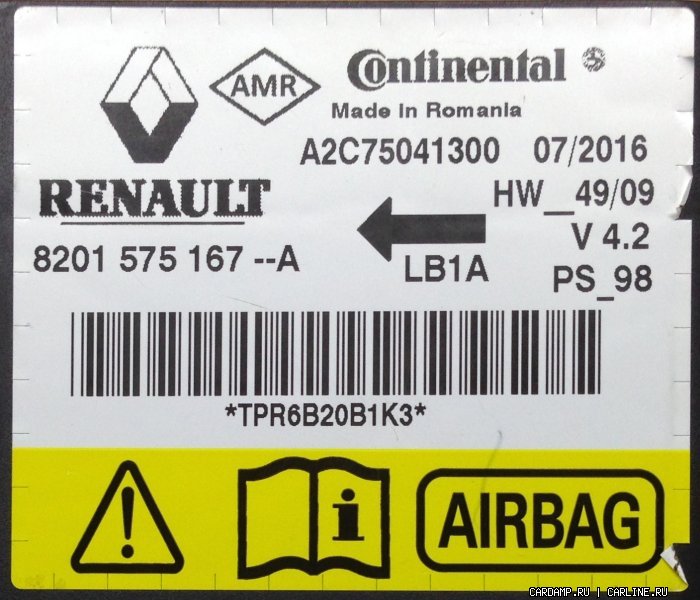 AMR
Continental
Made In Romania
A2C75041300 07/2016
RENAULT
HW__49/09
V 4.2
8201 575 167 --A
LB1A
PS_98
*TPR6B20B1K3*
i
AIRBAG
CARDAMP.RU | CARLINE.RU